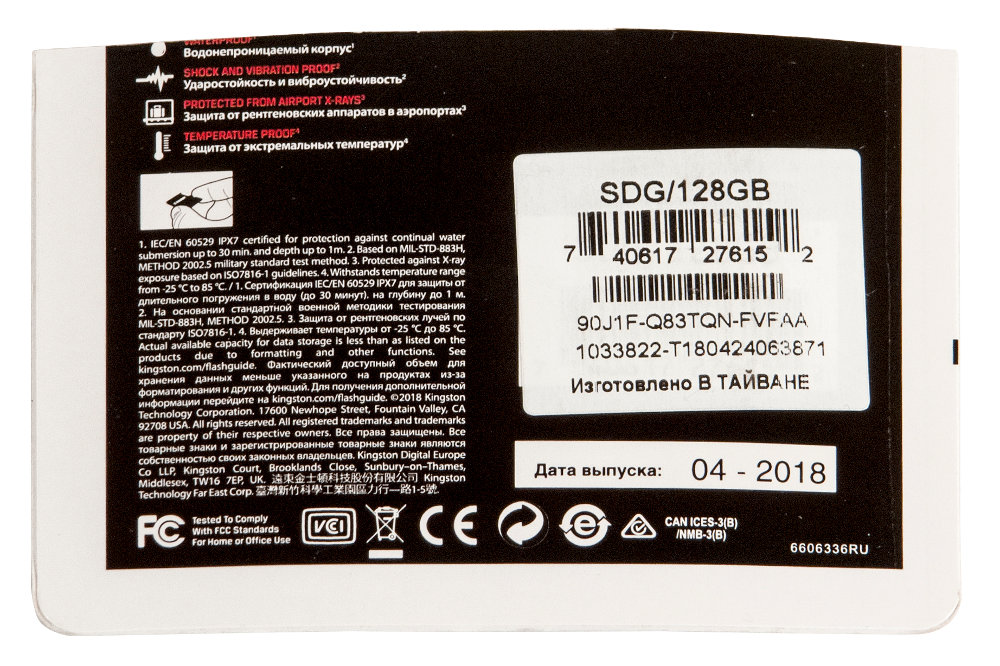 WATERPROOF¹
Водонепроницаемый корпус¹
SHOCK AND VIBRATION PROOF²
Ударостойкость и виброустойчивость²
PROTECTED FROM AIRPORT X-RAYS³
Защита от рентгеновских аппаратов в аэропортах³
TEMPERATURE PROOF⁴
Защита от экстремальных температур⁴
1. IEC/EN 60529 IPX7 certified for protection against continual water
submersion up to 30 min. and depth up to 1m. 2. Based on MIL-STD-883H,
METHOD 2002.5 military standard test method. 3. Protected against X-ray
exposure based on ISO7816-1 guidelines. 4. Withstands temperature range
from -25 °C to 85 °C. / 1. Сертификация IEC/EN 60529 IPX7 для защиты от
длительного погружения в воду (до 30 минут), на глубину до 1 м.
2. На основании стандартной военной методики тестирования
MIL-STD-883H, METHOD 2002.5. 3. Защита от рентгеновских лучей по
стандарту ISO7816-1. 4. Выдерживает температуры от -25 °C до 85 °C.
Actual available capacity for data storage is less than as listed on the
products due to formatting and other functions. See
kingston.com/flashguide. Фактический доступный объем для
хранения данных меньше указанного на продуктах из-за
форматирования и других функций. Для получения дополнительной
информации перейдите на kingston.com/flashguide. ©2018 Kingston
Technology Corporation. 17600 Newhope Street, Fountain Valley, CA
92708 USA. All rights reserved. All registered trademarks and trademarks
are property of their respective owners. Все права защищены. Все
товарные знаки и зарегистрированные товарные знаки являются
собственностью своих законных владельцев. Kingston Digital Europe
Co LLP, Kingston Court, Brooklands Close, Sunbury-on-Thames,
Middlesex, TW16 7EP, UK. 遠東金士頓科技股份有限公司 Kingston
Technology Far East Corp. 臺灣新竹科學工業園區力行一路1-5號.
SDG/128GB
7 40617 27615 2
90J1F-Q83TQN-FVFAA
1033822-T180424063871
Изготовлено В ТАЙВАНЕ
Дата выпуска: 04 - 2018
FC
Tested To Comply
With FCC Standards
For Home or Office Use
VCI
CE
e
CAN ICES-3(B)
/NMB-3(B)
6606336RU